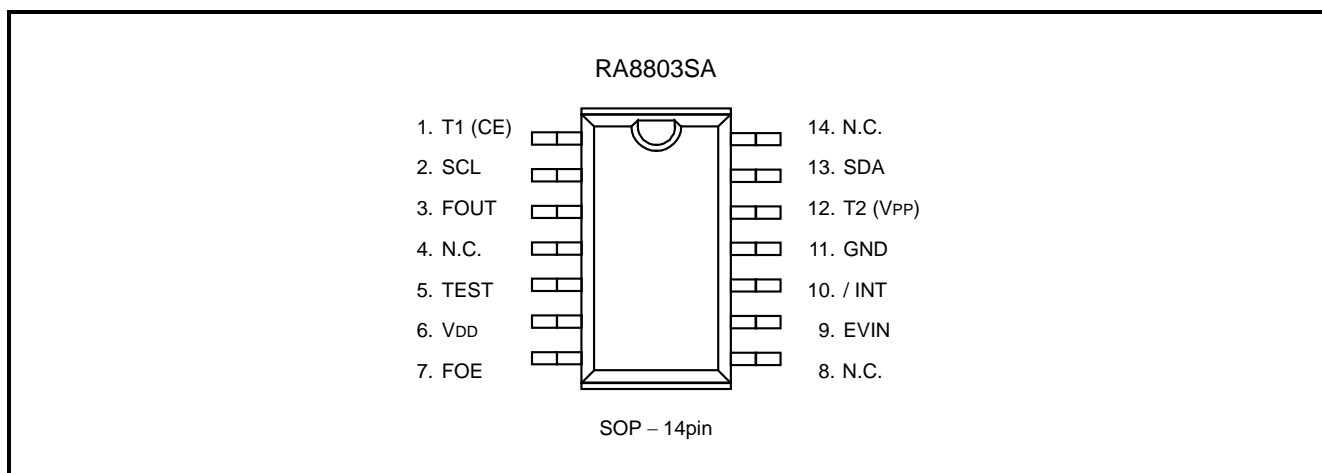 RA8803SA
1. T1 (CE)
2. SCL
3. FOUT
4. N.C.
5. TEST
6. VDD
7. FOE
14. N.C.
13. SDA
12. T2 (VPP)
11. GND
10. / INT
9. EVIN
8. N.C.
SOP – 14pin